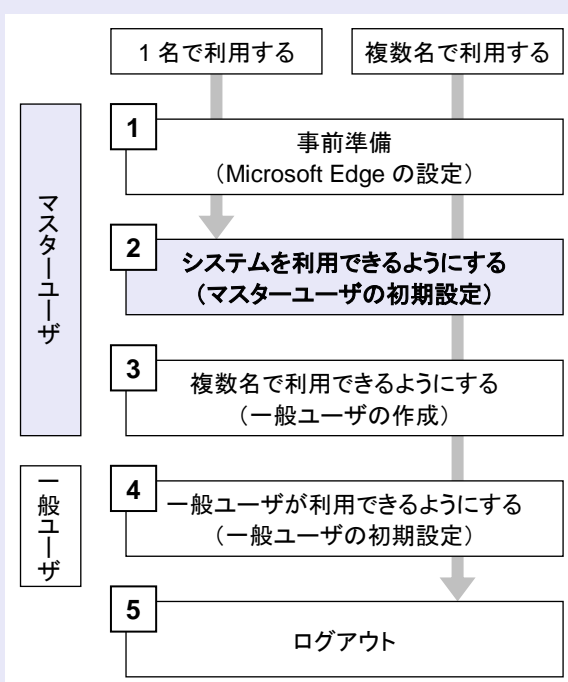 1 名で利用する
複数名で利用する
マスターユーザ
1
事前準備
（Microsoft Edge の設定）
2
システムを利用できるようにする
（マスターユーザの初期設定）
3
複数名で利用できるようにする
（一般ユーザの作成）
一般ユーザ
4
一般ユーザが利用できるようにする
（一般ユーザの初期設定）
5
ログアウト